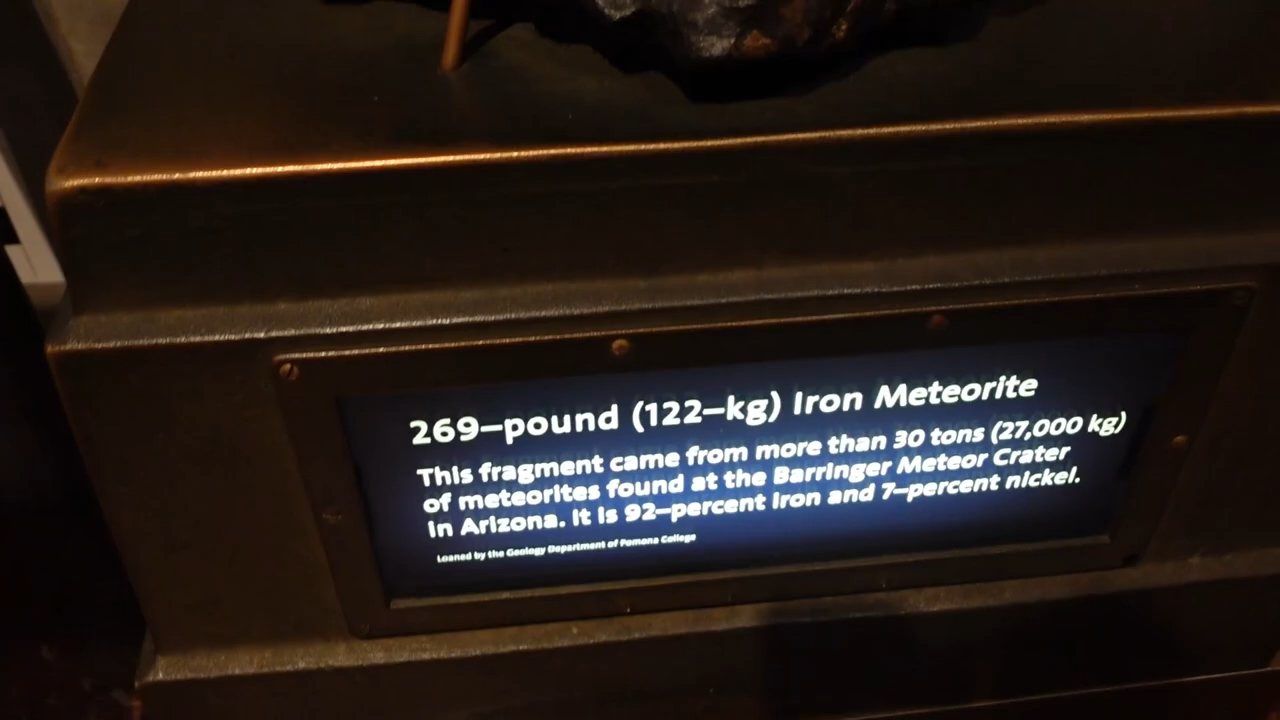 269–pound (122–kg) Iron Meteorite
This fragment came from more than 30 tons (27,000 kg)
of meteorites found at the Barringer Meteor Crater
in Arizona. It is 92–percent iron and 7–percent nickel.
Loaned by the Geology Department of Pomona College